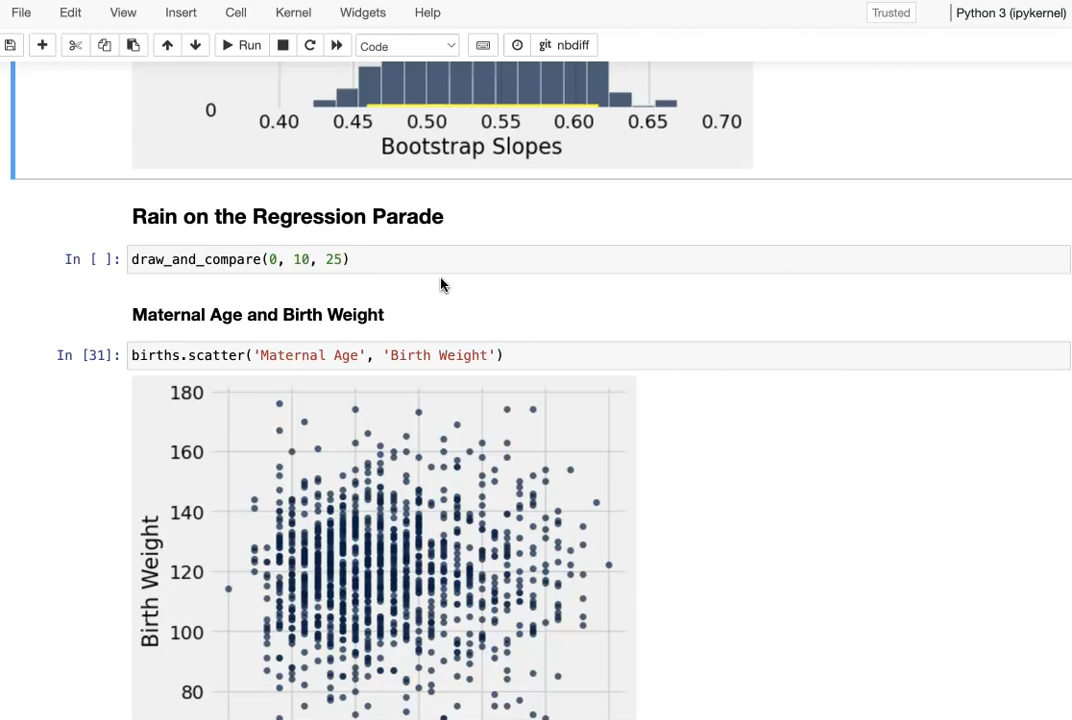 File Edit View Insert Cell Kernel Widgets Help Trusted Python 3 (ipykernel)
Run Code git nbdiff
0
0.40 0.45 0.50 0.55 0.60 0.65 0.70
Bootstrap Slopes
Rain on the Regression Parade
In [ ]: draw_and_compare(0, 10, 25)
Maternal Age and Birth Weight
In [31]: births.scatter('Maternal Age', 'Birth Weight')
180
160
140
120
100
80
Birth Weight